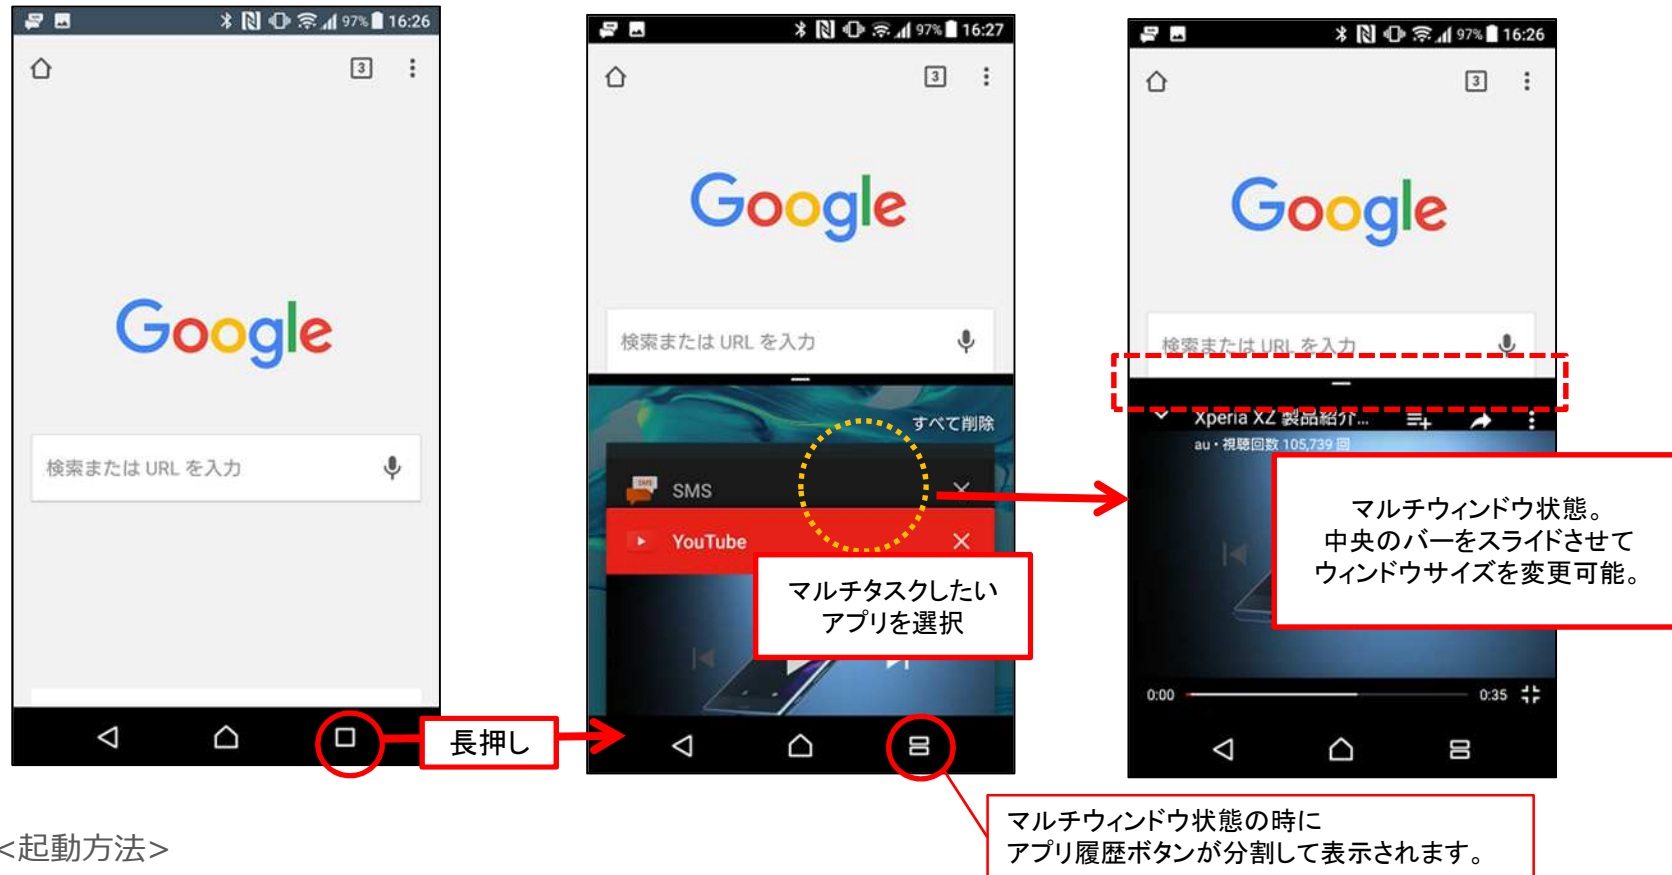 97% 16:26
3
Google
検索または URL を入力
長押し
97% 16:27
3
Google
検索または URL を入力
すべて削除
SMS
YouTube
マルチタスクしたい
アプリを選択
97% 16:26
3
Google
検索または URL を入力
Xperia XZ 製品紹介...
au・視聴回数 105,739 回
マルチウィンドウ状態。
中央のバーをスライドさせて
ウィンドウサイズを変更可能。
0:00 0:35
マルチウィンドウ状態の時に
アプリ履歴ボタンが分割して表示されます。
<起動方法>